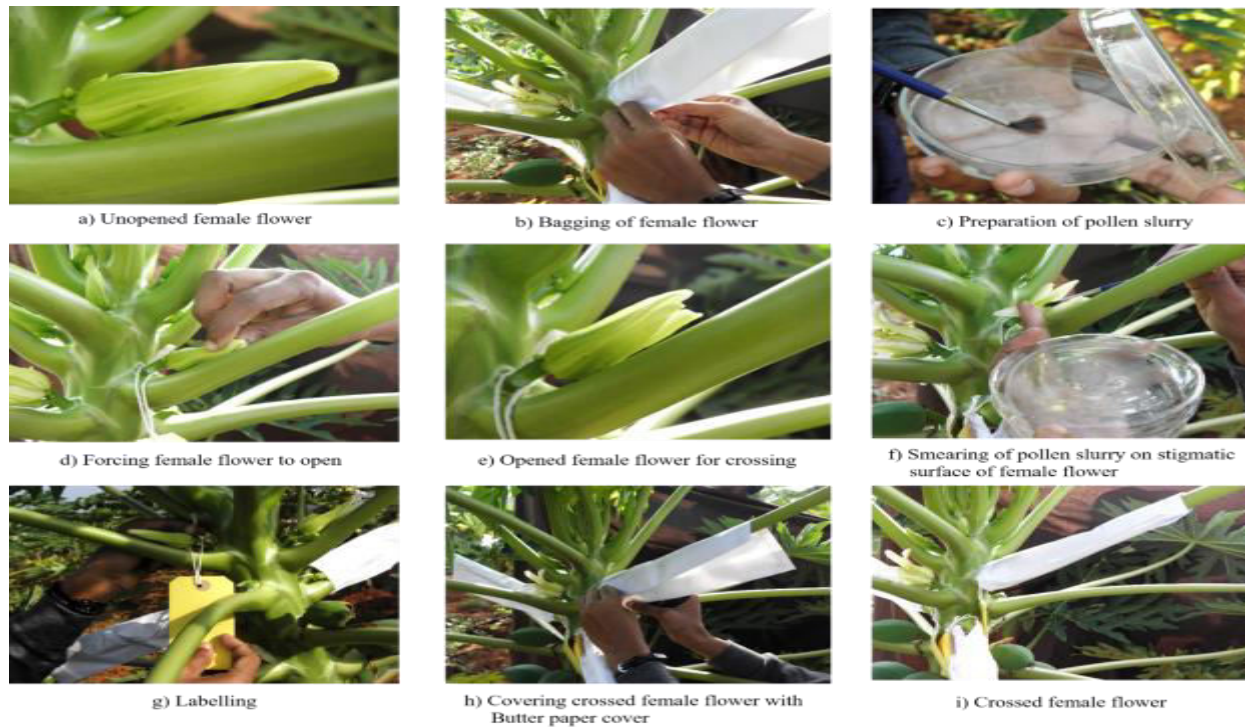 a) Unopened female flower
b) Bagging of female flower
c) Preparation of pollen slurry
d) Forcing female flower to open
e) Opened female flower for crossing
f) Smearing of pollen slurry on stigmatic
surface of female flower
g) Labelling
h) Covering crossed female flower with
Butter paper cover
i) Crossed female flower